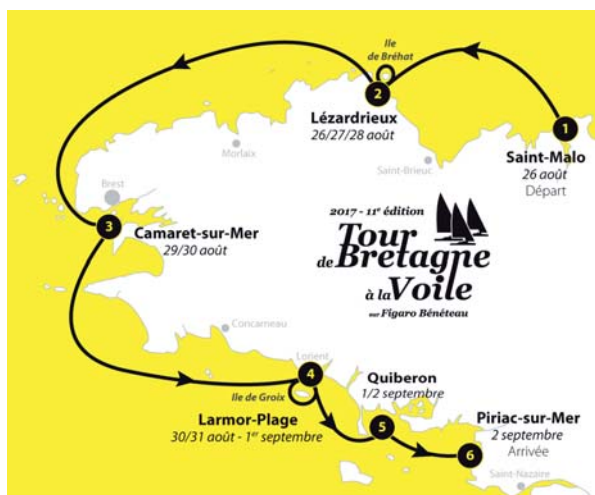 Ile
de Bréhat
2
1
Lézardrieux
26/27/28 août
Saint-Malo
26 août
Départ
Morlaix
Saint-Brieuc
Brest
3
Camaret-sur-Mer
29/30 août
2017 - 11e édition
Tour
de Bretagne
à la Voile
sur Figaro Bénéteau
Concarneau
Lorient
4
Ile de Groix
Larmor-Plage
30/31 août - 1er septembre
Quiberon
1/2 septembre
5
Piriac-sur-Mer
2 septembre
Arrivée
6
Saint-Nazaire